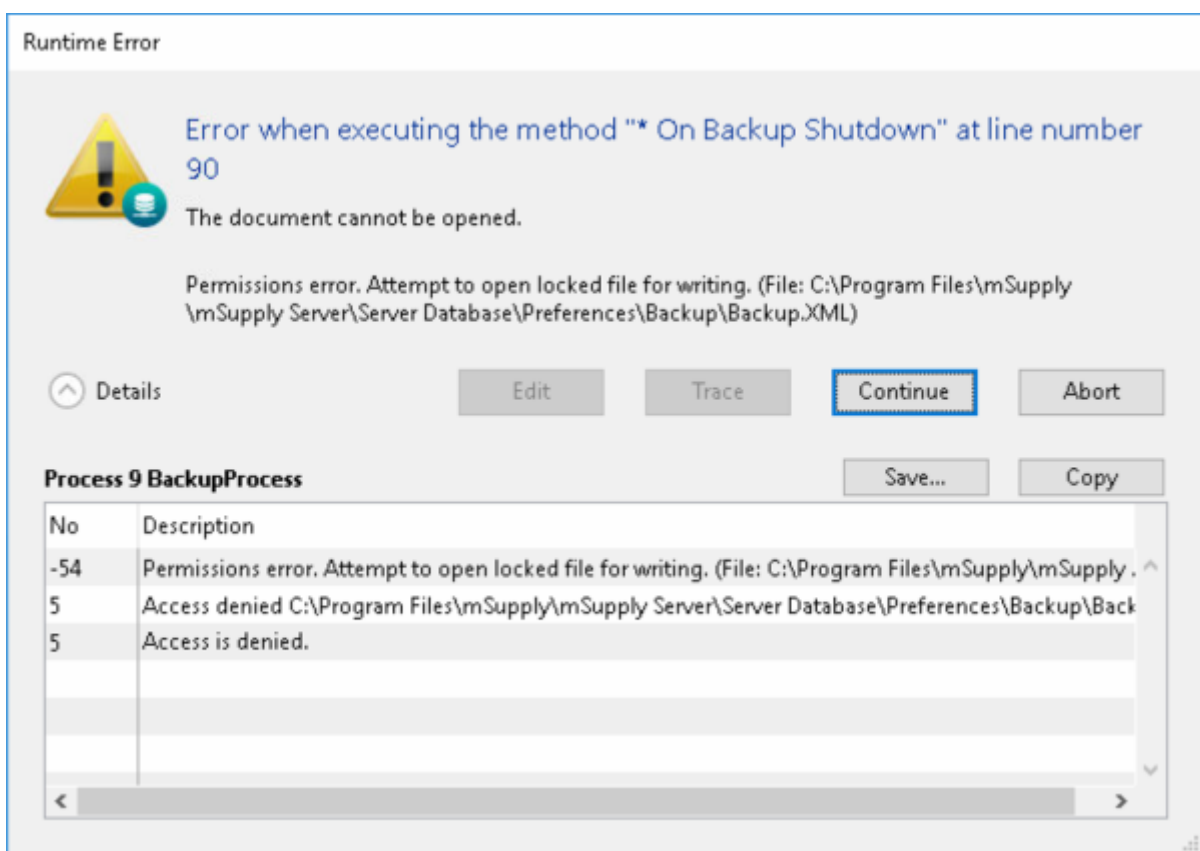 Runtime Error
Error when executing the method "* On Backup Shutdown" at line number
90
The document cannot be opened.
Permissions error. Attempt to open locked file for writing. (File: C:\Program Files\mSupply
\mSupply Server\Server Database\Preferences\Backup\Backup.XML)
Details Edit Trace Continue Abort
Process 9 BackupProcess Save... Copy
No Description
-54 Permissions error. Attempt to open locked file for writing. (File: C:\Program Files\mSupply\mSupply .
5 Access denied C:\Program Files\mSupply\mSupply Server\Server Database\Preferences\Backup\Back
5 Access is denied.